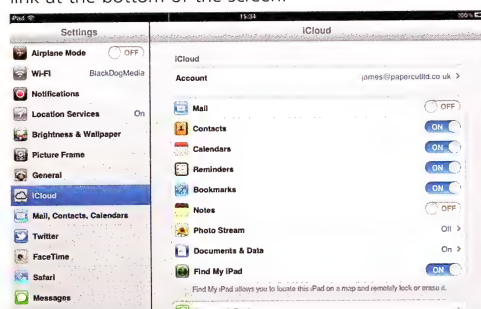 link at the bottom of the screen.
iPad 15:34 100%
Settings
iCloud
Airplane Mode OFF
Wi-Fi BlackDogMedia
Notifications
Location Services On
Brightness & Wallpaper
Picture Frame
General
iCloud
Mail, Contacts, Calendars
Twitter
FaceTime
Safari
Messages
iCloud
Account james@papercutltd.co.uk >
Mail OFF
Contacts ON
Calendars ON
Reminders ON
Bookmarks ON
Notes OFF
Photo Stream Off >
Documents & Data On >
Find My iPad ON
Find My iPad allows you to locate this iPad on a map and remotely lock or erase it.